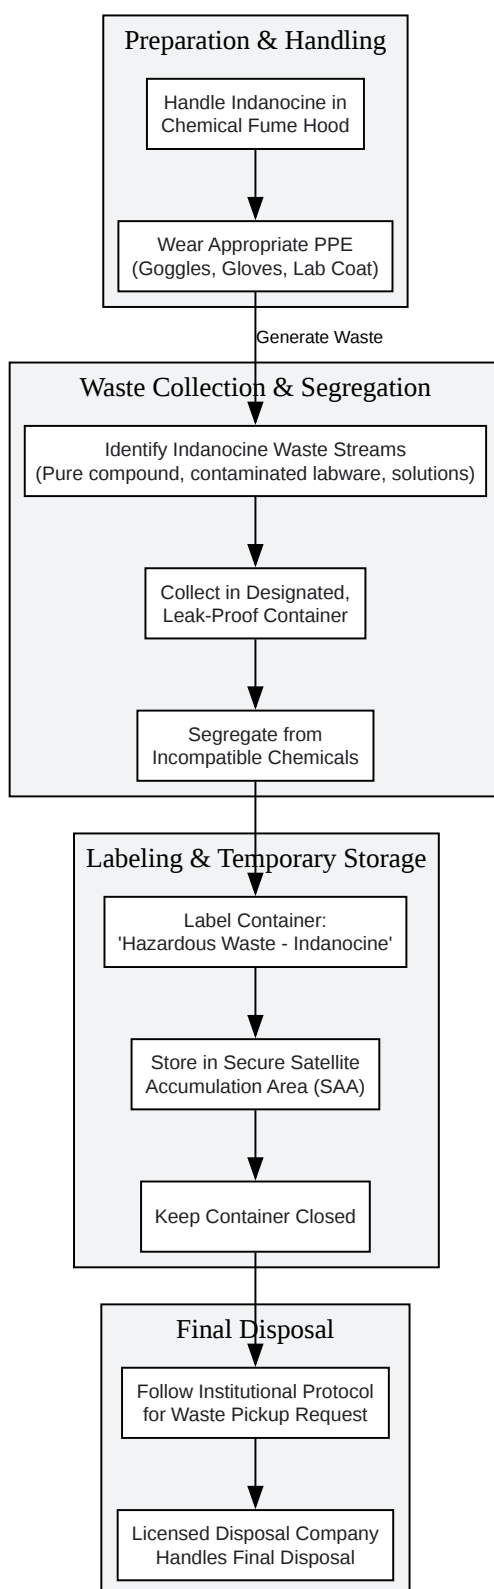 Preparation & Handling
Handle Indanocine in
Chemical Fume Hood
Wear Appropriate PPE
(Goggles, Gloves, Lab Coat)
Generate Waste
Waste Collection & Segregation
Identify Indanocine Waste Streams
(Pure compound, contaminated labware, solutions)
Collect in Designated,
Leak-Proof Container
Segregate from
Incompatible Chemicals
Labeling & Temporary Storage
Label Container:
'Hazardous Waste - Indanocine'
Store in Secure Satellite
Accumulation Area (SAA)
Keep Container Closed
Final Disposal
Follow Institutional Protocol
for Waste Pickup Request
Licensed Disposal Company
Handles Final Disposal